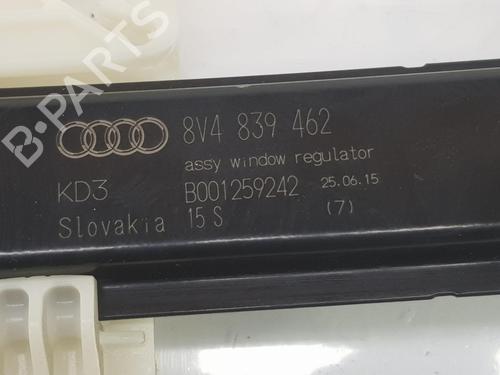 B-PARTS
8V4 839 462
assy window regulator
KD3 B001259242 25.06.15
Slovakia 15 S (7)